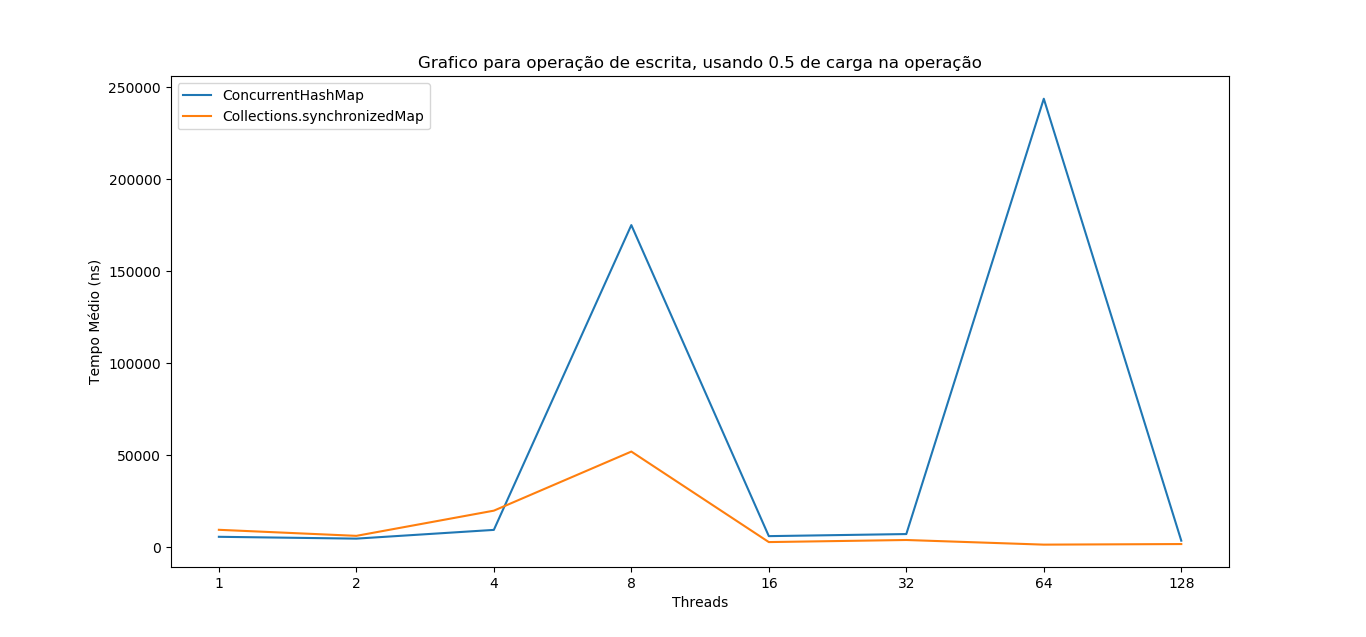 Grafico para operação de escrita, usando 0.5 de carga na operação
ConcurrentHashMap
Collections.synchronizedMap
250000
200000
150000
100000
50000
0
Tempo Médio (ns)
1 2 4 8 16 32 64 128
Threads